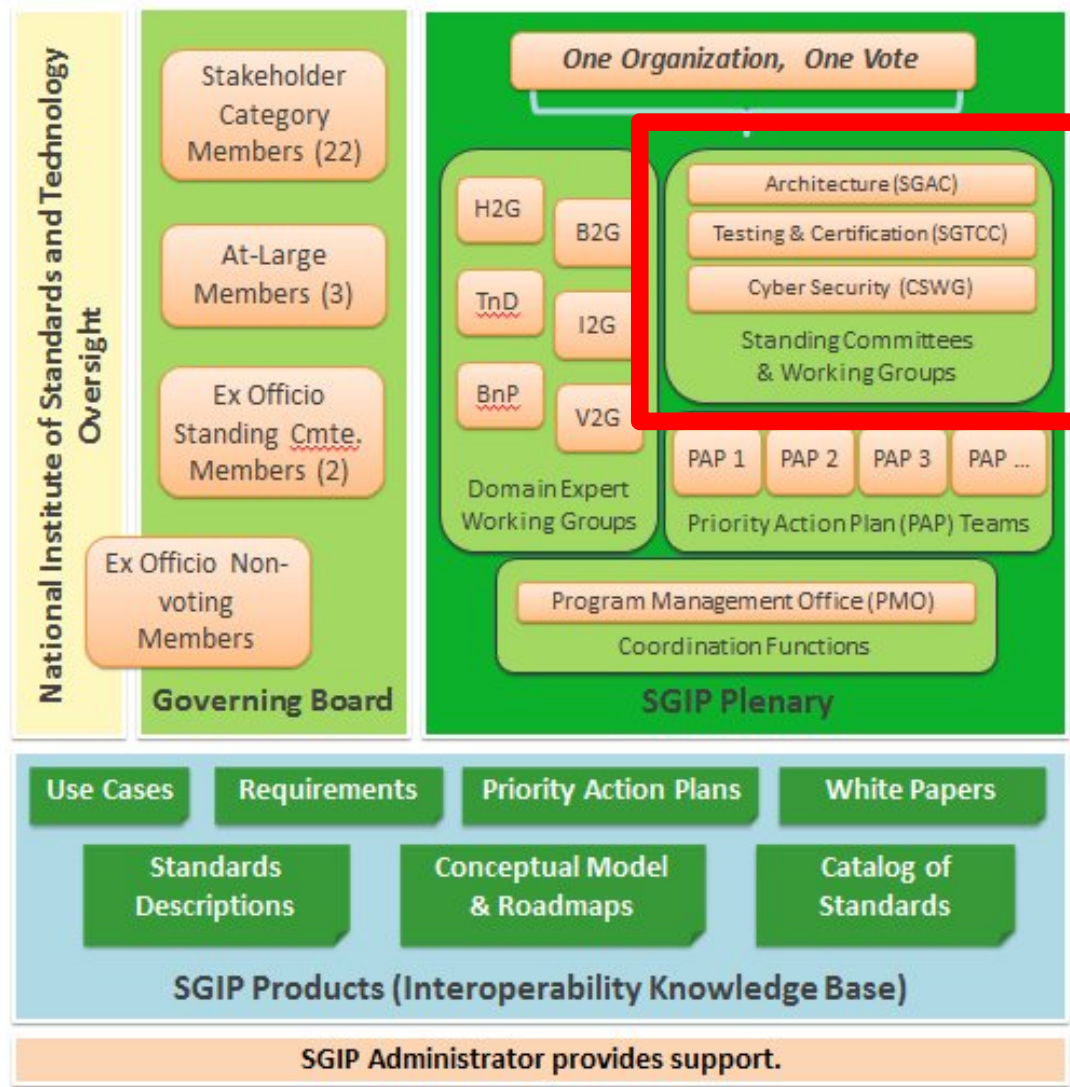 National Institute of Standards and Technology
Oversight
Stakeholder
Category
Members (22)
At-Large
Members (3)
Ex Officio
Standing Cmte.
Members (2)
Ex Officio Non-
voting
Members
Governing Board
One Organization, One Vote
H2G
B2G
TnD
I2G
BnP
V2G
Domain Expert
Working Groups
Architecture (SGAC)
Testing & Certification (SGTCC)
Cyber Security (CSWG)
Standing Committees
& Working Groups
PAP 1
PAP 2
PAP 3
PAP ...
Priority Action Plan (PAP) Teams
Program Management Office (PMO)
Coordination Functions
SGIP Plenary
Use Cases
Requirements
Priority Action Plans
White Papers
Standards
Descriptions
Conceptual Model
& Roadmaps
Catalog of
Standards
SGIP Products (Interoperability Knowledge Base)
SGIP Administrator provides support.